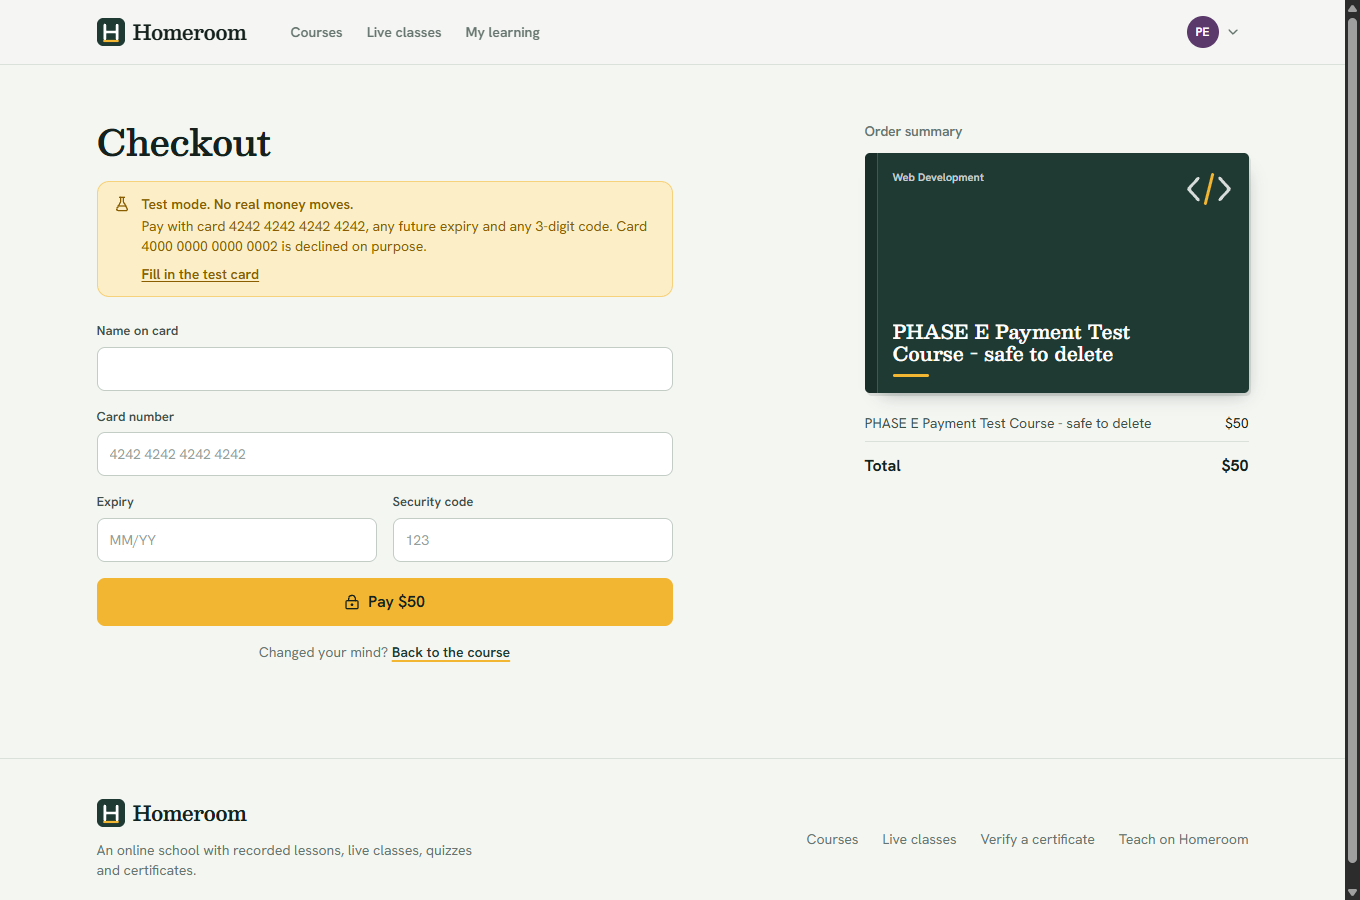 Homeroom
Courses
Live classes
My learning
PE
Checkout
Test mode. No real money moves.
Pay with card 4242 4242 4242 4242, any future expiry and any 3-digit code. Card
4000 0000 0000 0002 is declined on purpose.
Fill in the test card
Name on card
Card number
4242 4242 4242 4242
Expiry
Security code
MM/YY
123
Pay $50
Changed your mind? Back to the course
Order summary
Web Development
</>
PHASE E Payment Test
Course - safe to delete
PHASE E Payment Test Course - safe to delete $50
Total $50
Homeroom
An online school with recorded lessons, live classes, quizzes
and certificates.
Courses
Live classes
Verify a certificate
Teach on Homeroom